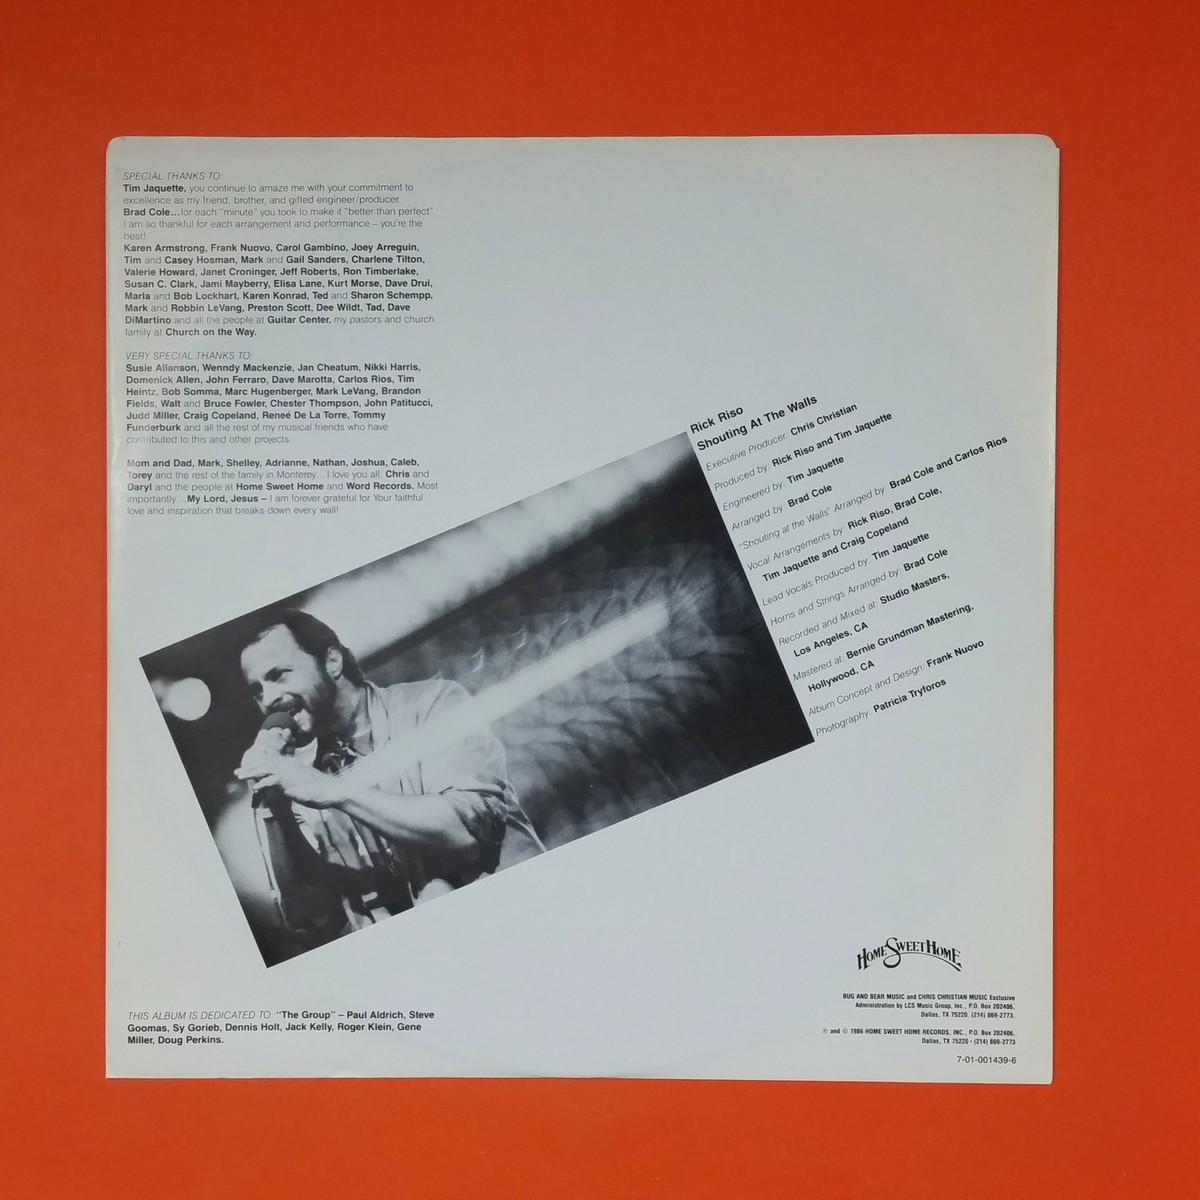 SPECIAL THANKS TO:
Tim Jaquette, you continue to amaze me with your commitment to
excellence as my friend, brother, and gifted engineer/producer.
Brad Cole...for each "minute" you took to make it "better than perfect"
I am so thankful for each arrangement and performance – you're the
best!
Karen Armstrong, Frank Nuovo, Carol Gambino, Joey Arreguin,
Tim and Casey Hosman, Mark and Gail Sanders, Charlene Tilton,
Valerie Howard, Janet Croninger, Jeff Roberts, Ron Timberlake,
Susan C. Clark, Jami Mayberry, Elisa Lane, Kurt Morse, Dave Drui,
Marla and Bob Lockhart, Karen Konrad, Ted and Sharon Schempp,
Mark and Robbin LeVang, Preston Scott, Dee Wildt, Tad, Dave
DiMartino and all the people at Guitar Center, my pastors and church
family at Church on the Way.
VERY SPECIAL THANKS TO:
Susie Allanson, Wenndy Mackenzie, Jan Cheatum, Nikki Harris,
Domenick Allen, John Ferraro, Dave Marotta, Carlos Rios, Tim
Heintz, Bob Somma, Marc Hugenberger, Mark LeVang, Brandon
Fields, Walt and Bruce Fowler, Chester Thompson, John Patitucci,
Judd Miller, Craig Copeland, Reneé De La Torre, Tommy
Funderburk and all the rest of my musical friends who have
contributed to this and other projects.
Mom and Dad, Mark, Shelley, Adrianne, Nathan, Joshua, Caleb,
Torey and the rest of the family in Monterey...I love you all. Chris and
Daryl and the people at Home Sweet Home and Word Records. Most
importantly...My Lord, Jesus – I am forever grateful for Your faithful
love and inspiration that breaks down every wall!
Rick Riso
Shouting At The Walls
Executive Producer: Chris Christian
Produced by: Rick Riso and Tim Jaquette
Engineered by: Tim Jaquette
Arranged by: Brad Cole
"Shouting at the Walls" Arranged by: Brad Cole and Carlos Rios
Vocal Arrangements by: Rick Riso, Brad Cole,
Tim Jaquette and Craig Copeland
Lead Vocals Produced by: Tim Jaquette
Horns and Strings Arranged by: Brad Cole
Recorded and Mixed at: Studio Masters,
Los Angeles, CA
Mastered at: Bernie Grundman Mastering,
Hollywood, CA
Album Concept and Design: Frank Nuovo
Photography: Patricia Tryforos
THIS ALBUM IS DEDICATED TO: "The Group" – Paul Aldrich, Steve
Goomas, Sy Gorieb, Dennis Holt, Jack Kelly, Roger Klein, Gene
Miller, Doug Perkins.
HOME SWEET HOME
BUG AND BEAR MUSIC and CHRIS CHRISTIAN MUSIC Exclusive
Administration by LCS Music Group, Inc., P.O. Box 202406,
Dallas, TX 75220. (214) 869-2773.
℗ and © 1986 HOME SWEET HOME RECORDS, INC., P.O. Box 202406,
Dallas, TX 75220 • (214) 869-2773
7-01-001439-6